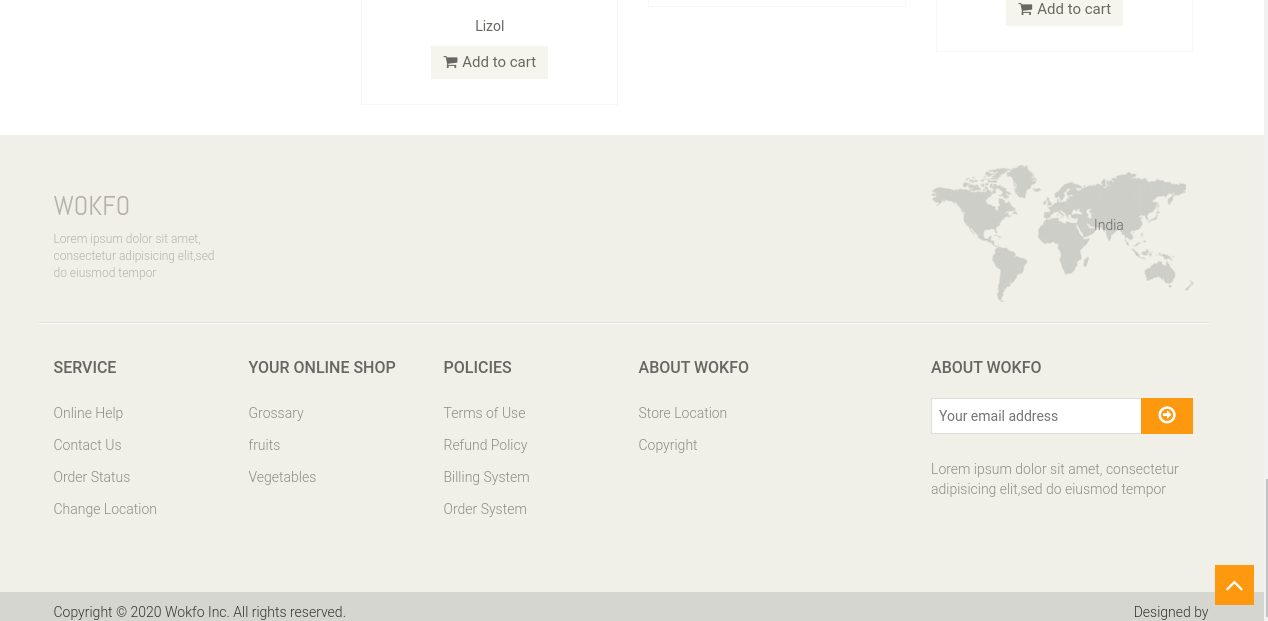 Add to cart
Lizol
Add to cart
WOKFO
Lorem ipsum dolor sit amet,
consectetur adipisicing elit,sed
do eiusmod tempor
India
SERVICE
Online Help
Contact Us
Order Status
Change Location
YOUR ONLINE SHOP
Grossary
fruits
Vegetables
POLICIES
Terms of Use
Refund Policy
Billing System
Order System
ABOUT WOKFO
Store Location
Copyright
ABOUT WOKFO
Your email address
Lorem ipsum dolor sit amet, consectetur
adipisicing elit,sed do eiusmod tempor
Copyright © 2020 Wokfo Inc. All rights reserved.
Designed by